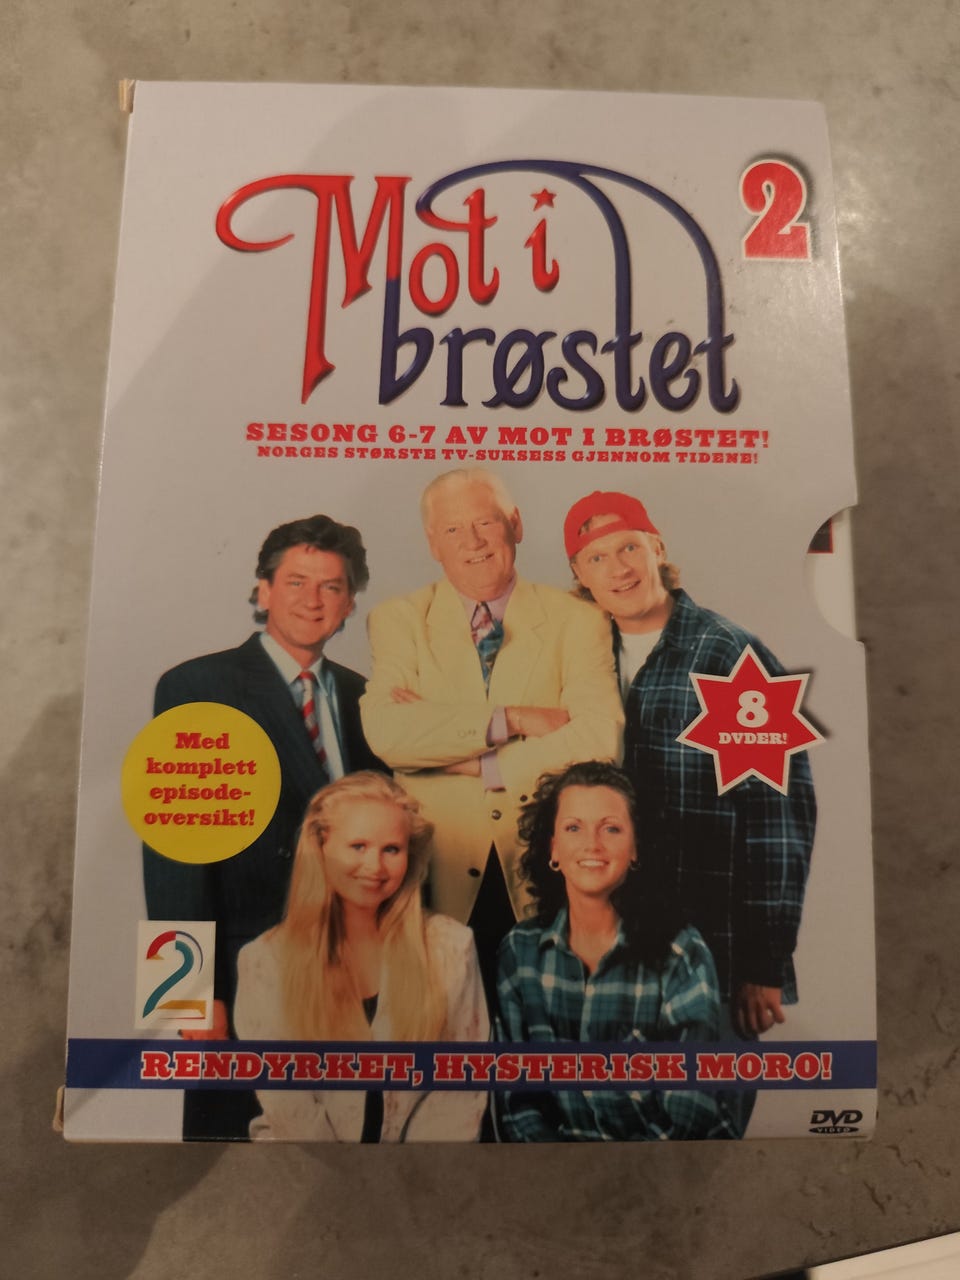 2
Mot i
brøstet
SESONG 6-7 AV MOT I BRØSTET!
NORGES STØRSTE TV-SUKSESS GJENNOM TIDENE!
8
DVDER!
Med
komplett
episode-
oversikt!
2
RENDYRKET, HYSTERISK MORO!
DVD
VIDEO